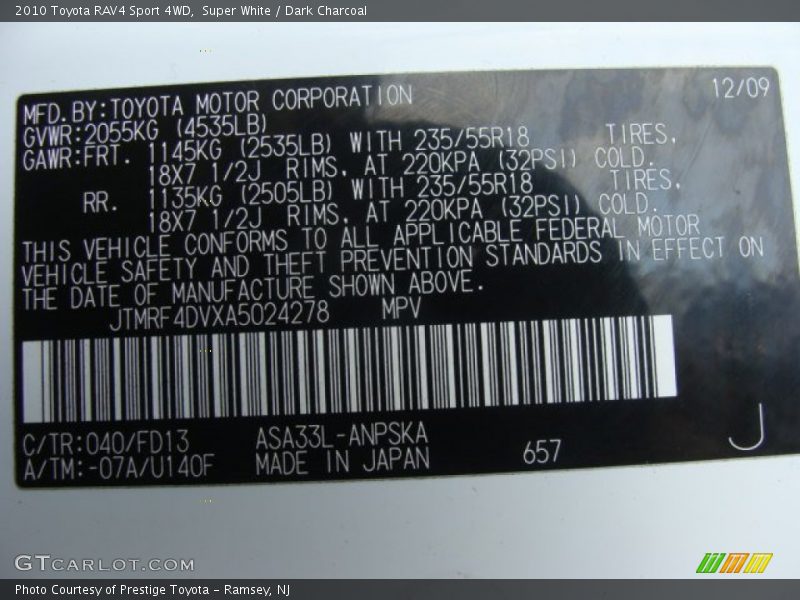 2010 Toyota RAV4 Sport 4WD,  Super White / Dark Charcoal
12/09
MFD.BY:TOYOTA MOTOR CORPORATION
GVWR:2055KG (4535LB)
GAWR:FRT. 1145KG (2535LB) WITH 235/55R18 TIRES,
18X7 1/2J RIMS, AT 220KPA (32PSI) COLD.
RR. 1135KG (2505LB) WITH 235/55R18 TIRES,
18X7 1/2J RIMS, AT 220KPA (32PSI) COLD.
THIS VEHICLE CONFORMS TO ALL APPLICABLE FEDERAL MOTOR
VEHICLE SAFETY AND THEFT PREVENTION STANDARDS IN EFFECT ON
THE DATE OF MANUFACTURE SHOWN ABOVE.
JTMRF4DVXA5024278 MPV
C/TR:040/FD13 ASA33L-ANPSKA 657 J
A/TM:-07A/U140F MADE IN JAPAN
GTCARLOT.COM
Photo Courtesy of Prestige Toyota - Ramsey, NJ